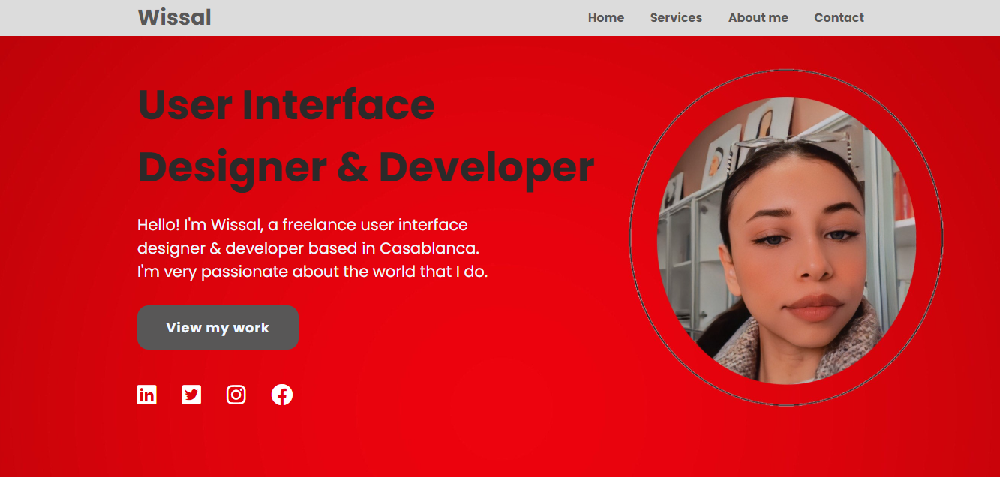 Wissal
Home Services About me Contact
User Interface
Designer & Developer
Hello! I'm Wissal, a freelance user interface
designer & developer based in Casablanca.
I'm very passionate about the world that I do.
View my work